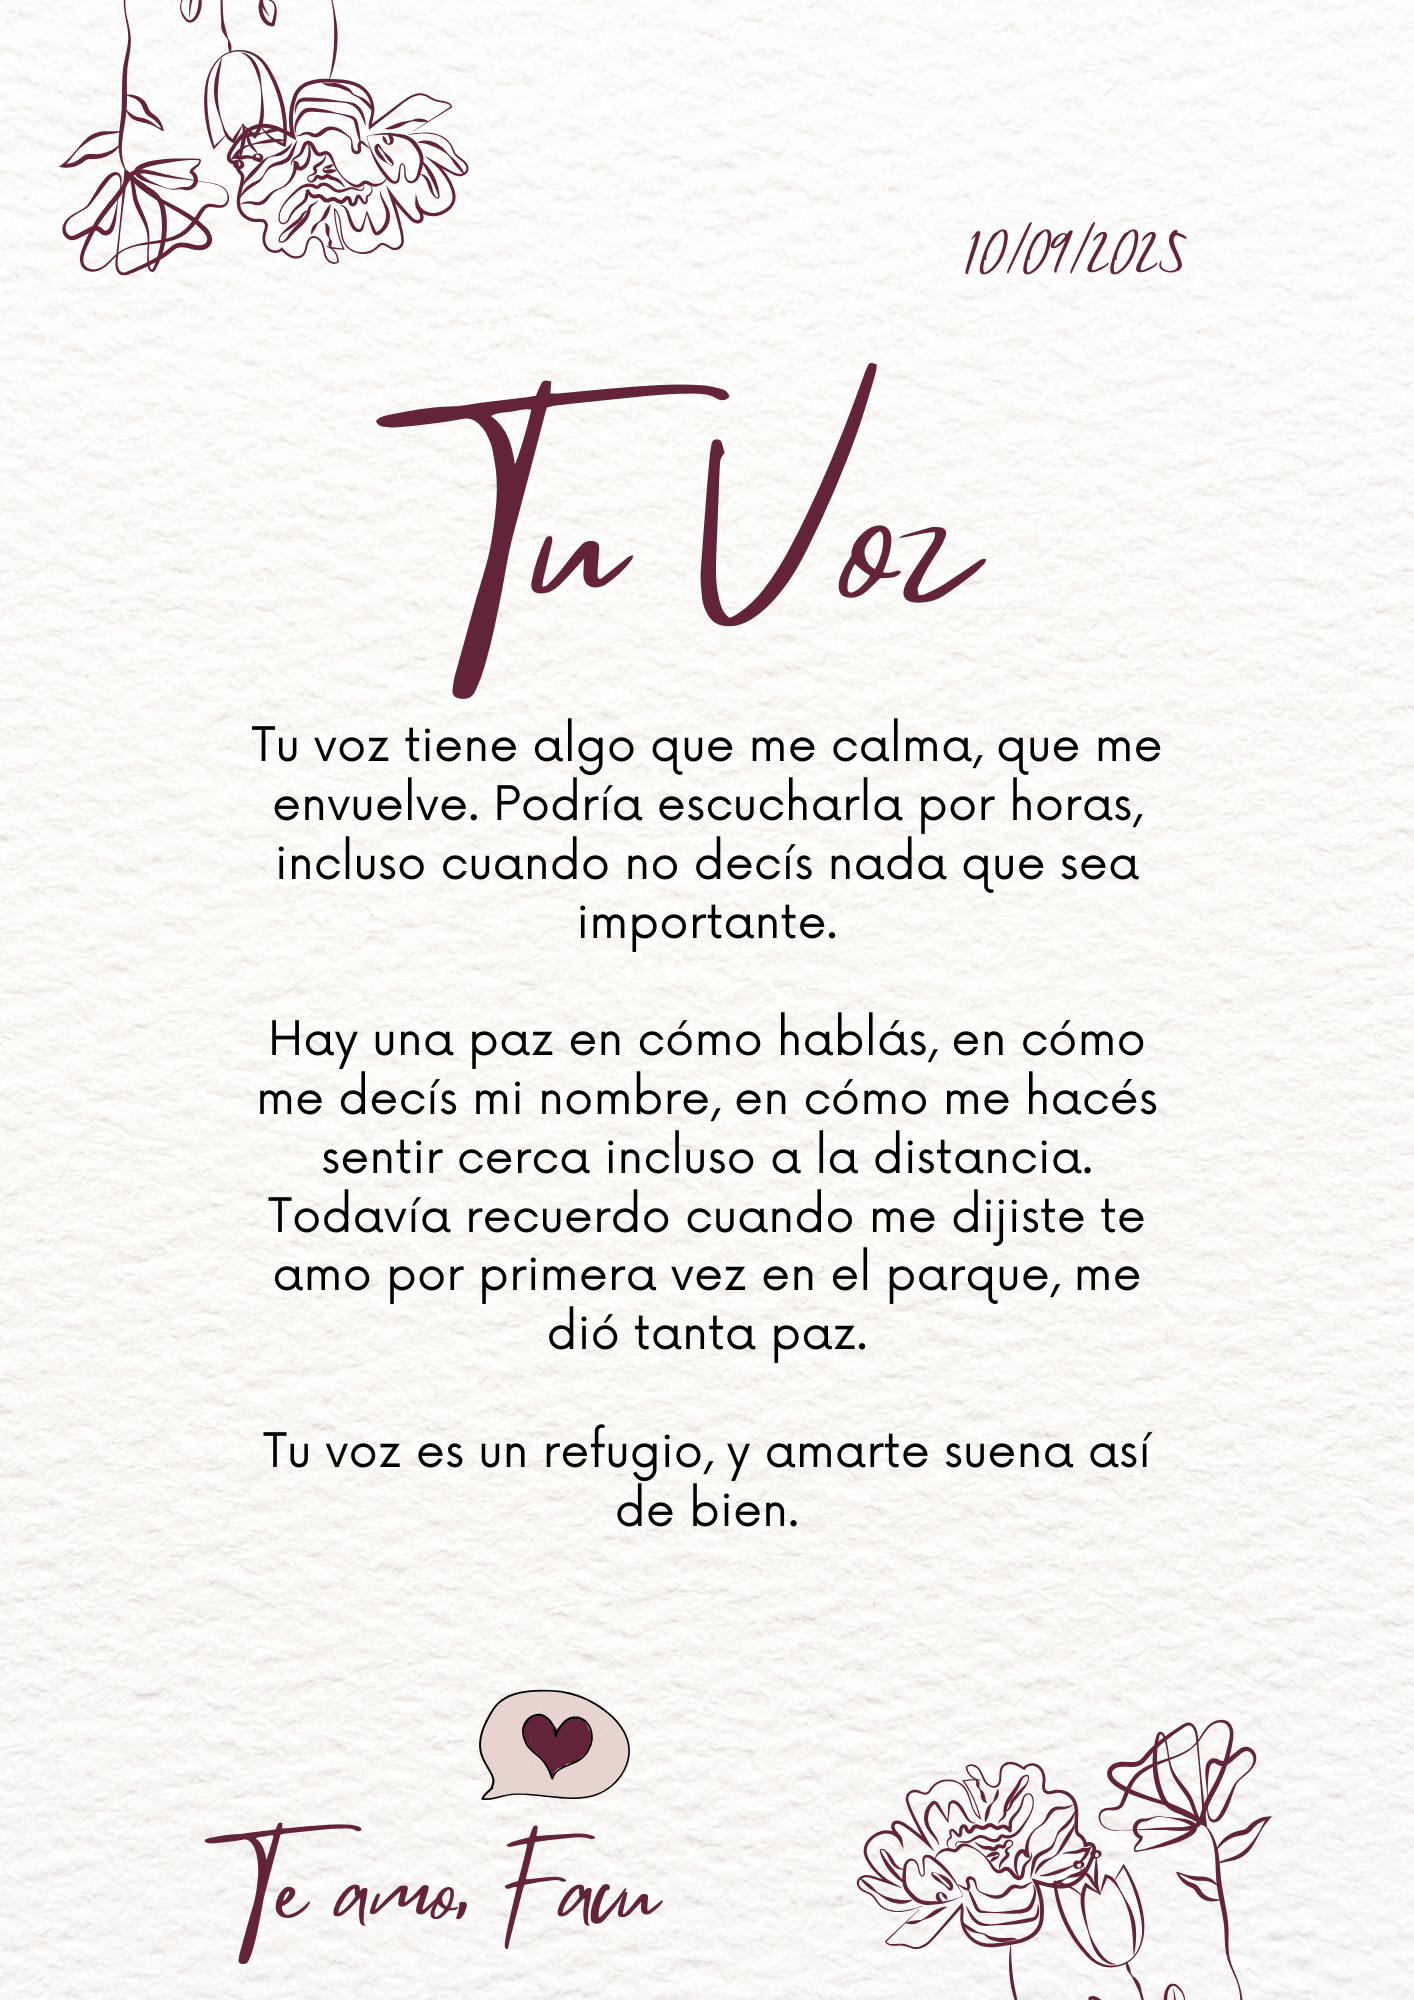 10/09/2025
Tu Voz
Tu voz tiene algo que me calma, que me
envuelve. Podría escucharla por horas,
incluso cuando no decís nada que sea
importante.
Hay una paz en cómo hablás, en cómo
me decís mi nombre, en cómo me hacés
sentir cerca incluso a la distancia.
Todavía recuerdo cuando me dijiste te
amo por primera vez en el parque, me
dió tanta paz.
Tu voz es un refugio, y amarte suena así
de bien.
Te amo, Facu